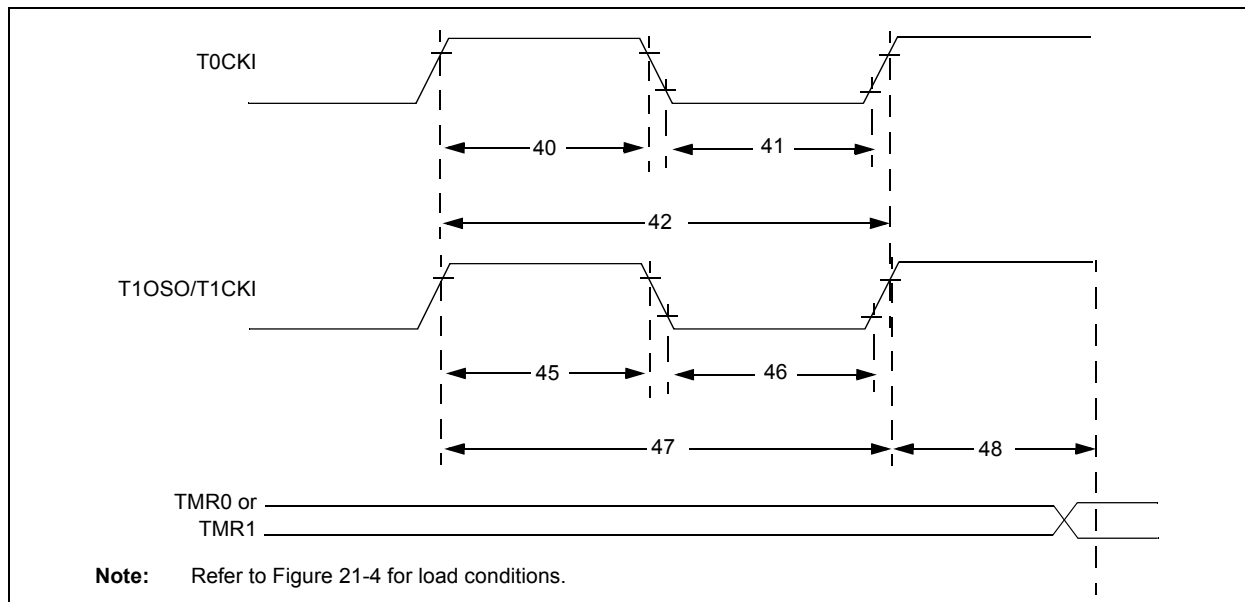 T0CKI
40
41
42
T1OSO/T1CKI
45
46
47
48
TMR0 or
TMR1
Note: Refer to Figure 21-4 for load conditions.